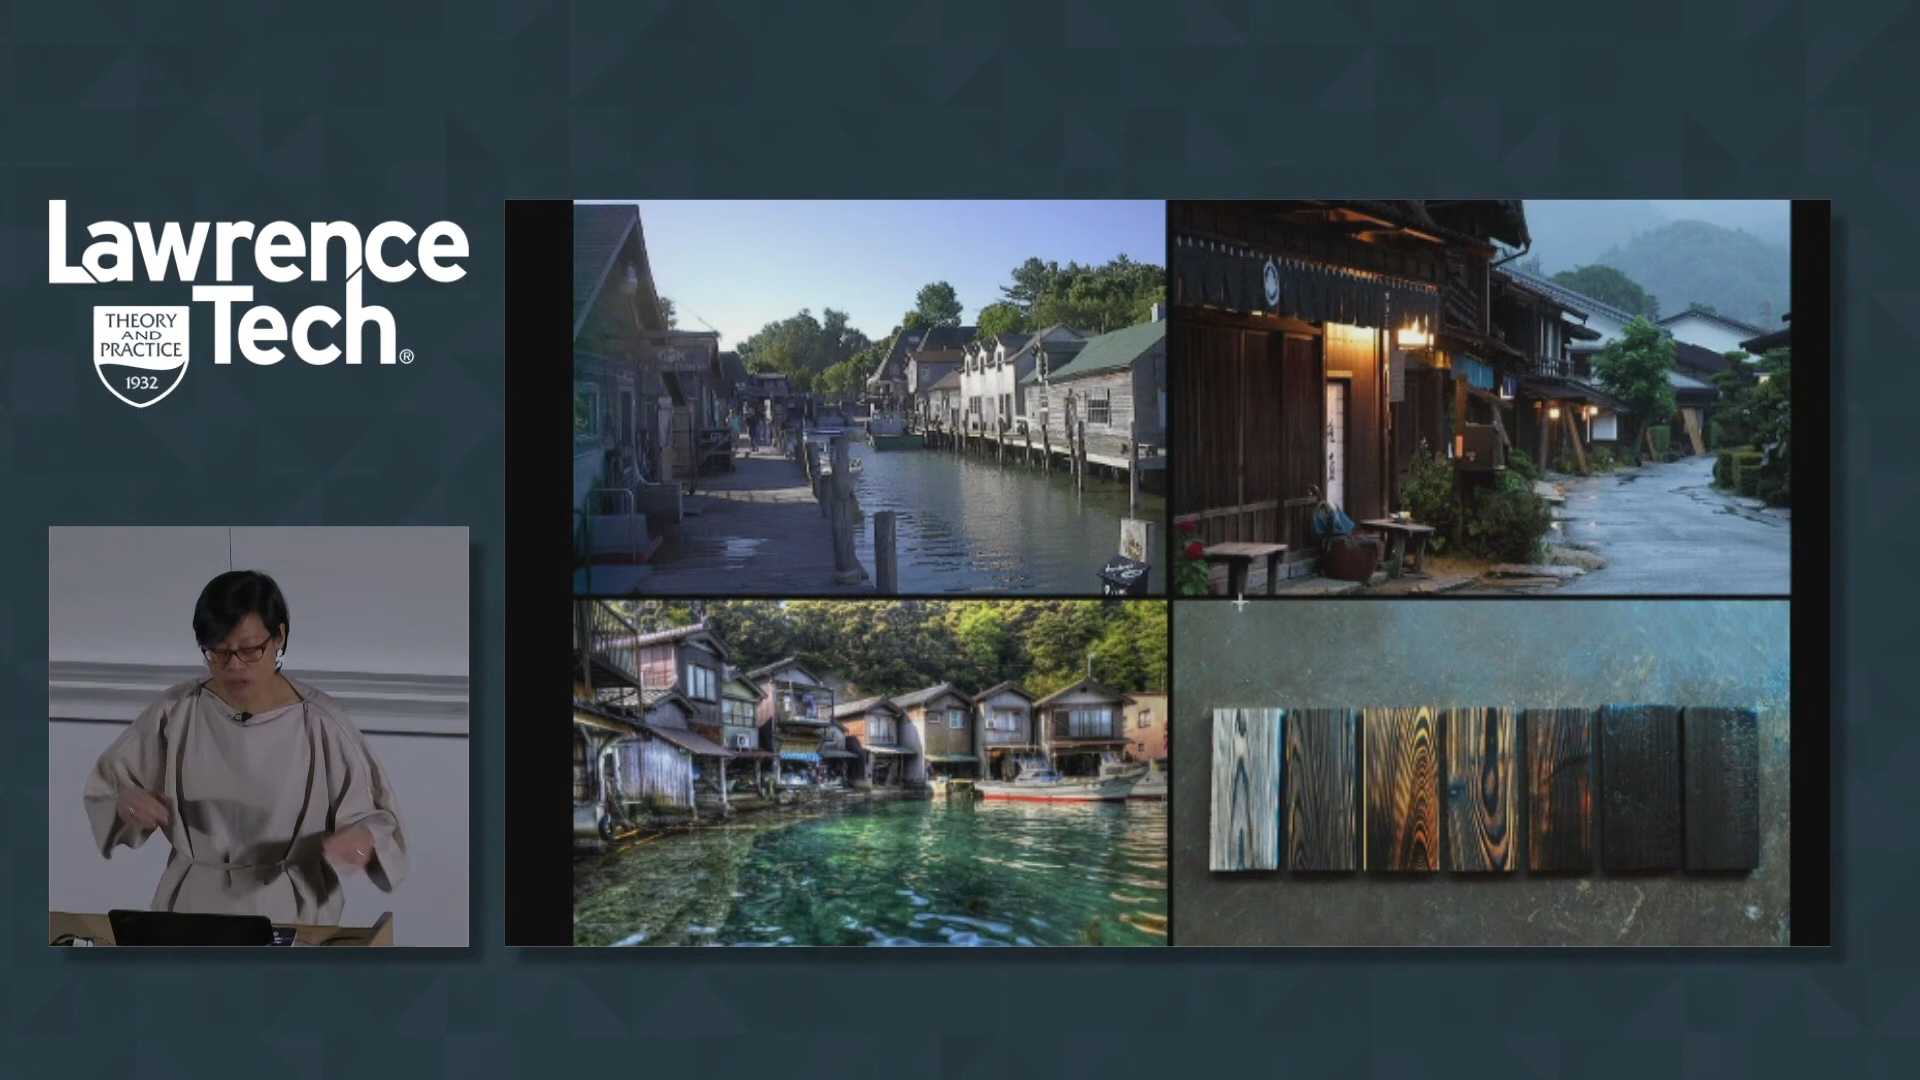 Lawrence
Tech®
THEORY
AND
PRACTICE
1932